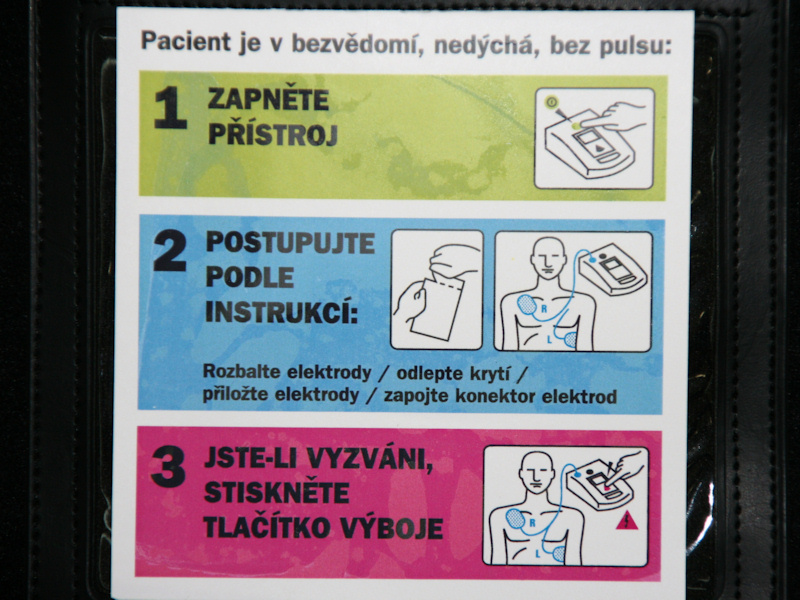 Pacient je v bezvědomí, nedýchá, bez pulsu:
1 ZAPNĚTE
PŘÍSTROJ
2 POSTUPUJTE
PODLE
INSTRUKCÍ:
R
L
Rozbalte elektrody / odlepte krytí /
přiložte elektrody / zapojte konektor elektrod
3 JSTE-LI VYZVÁNI,
STISKNĚTE
TLAČÍTKO VÝBOJE
R
L